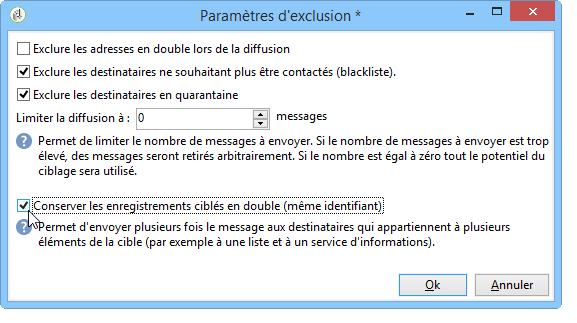 Paramètres d'exclusion *
Exclure les adresses en double lors de la diffusion
Exclure les destinataires ne souhaitant plus être contactés (blackliste).
Exclure les destinataires en quarantaine
Limiter la diffusion à : 0 messages
Permet de limiter le nombre de messages à envoyer. Si le nombre de messages à envoyer est trop
élevé, des messages seront retirés arbitrairement. Si le nombre est égal à zéro tout le potentiel du
ciblage sera utilisé.
Conserver les enregistrements ciblés en double (même identifiant)
Permet d'envoyer plusieurs fois le message aux destinataires qui appartiennent à plusieurs
éléments de la cible (par exemple à une liste et à un service d'informations).
Ok Annuler